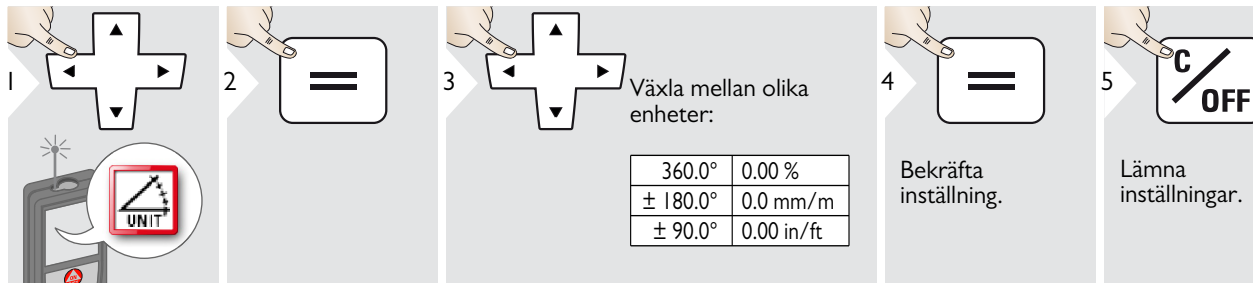 1
UNIT
ON
2
3
Växla mellan olika
enheter:
360.0° 0.00 %
± 180.0° 0.0 mm/m
± 90.0° 0.00 in/ft
4
Bekräfta
inställning.
5
C/OFF
Lämna
inställningar.